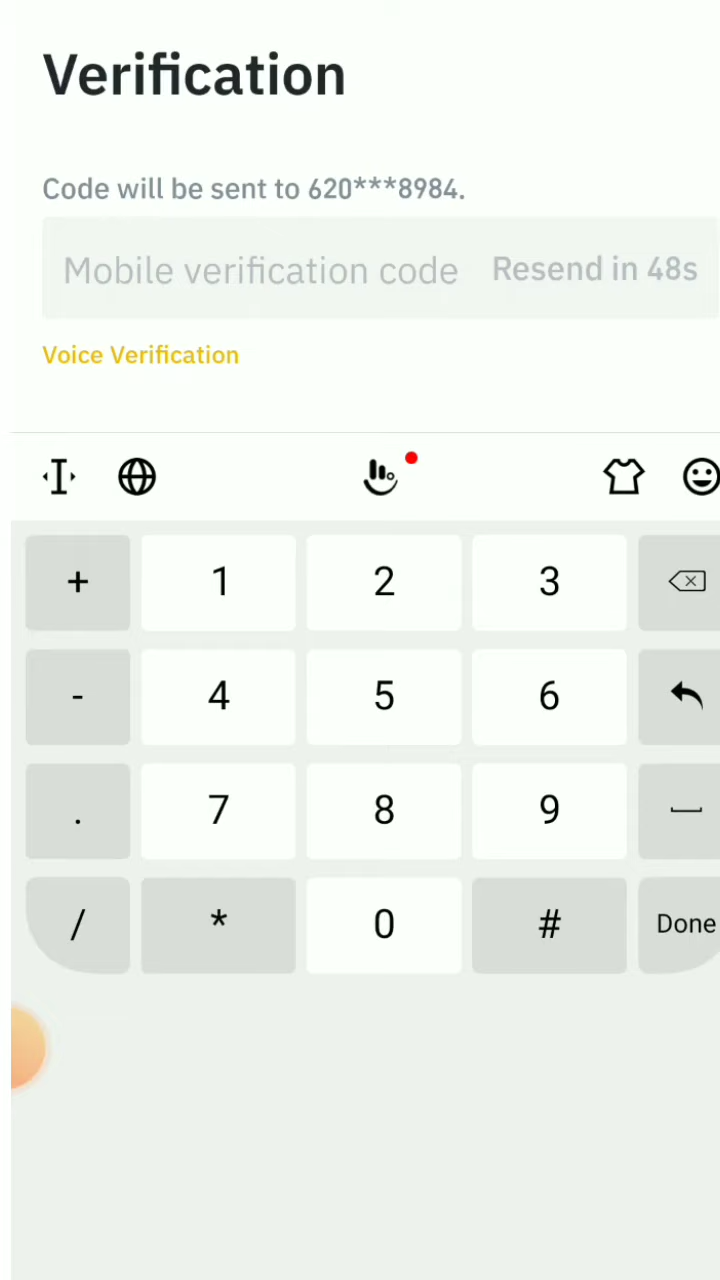 Verification
Code will be sent to 620***8984.
Mobile verification code Resend in 48s
Voice Verification
+ 1 2 3
- 4 5 6
. 7 8 9
/ * 0 # Done